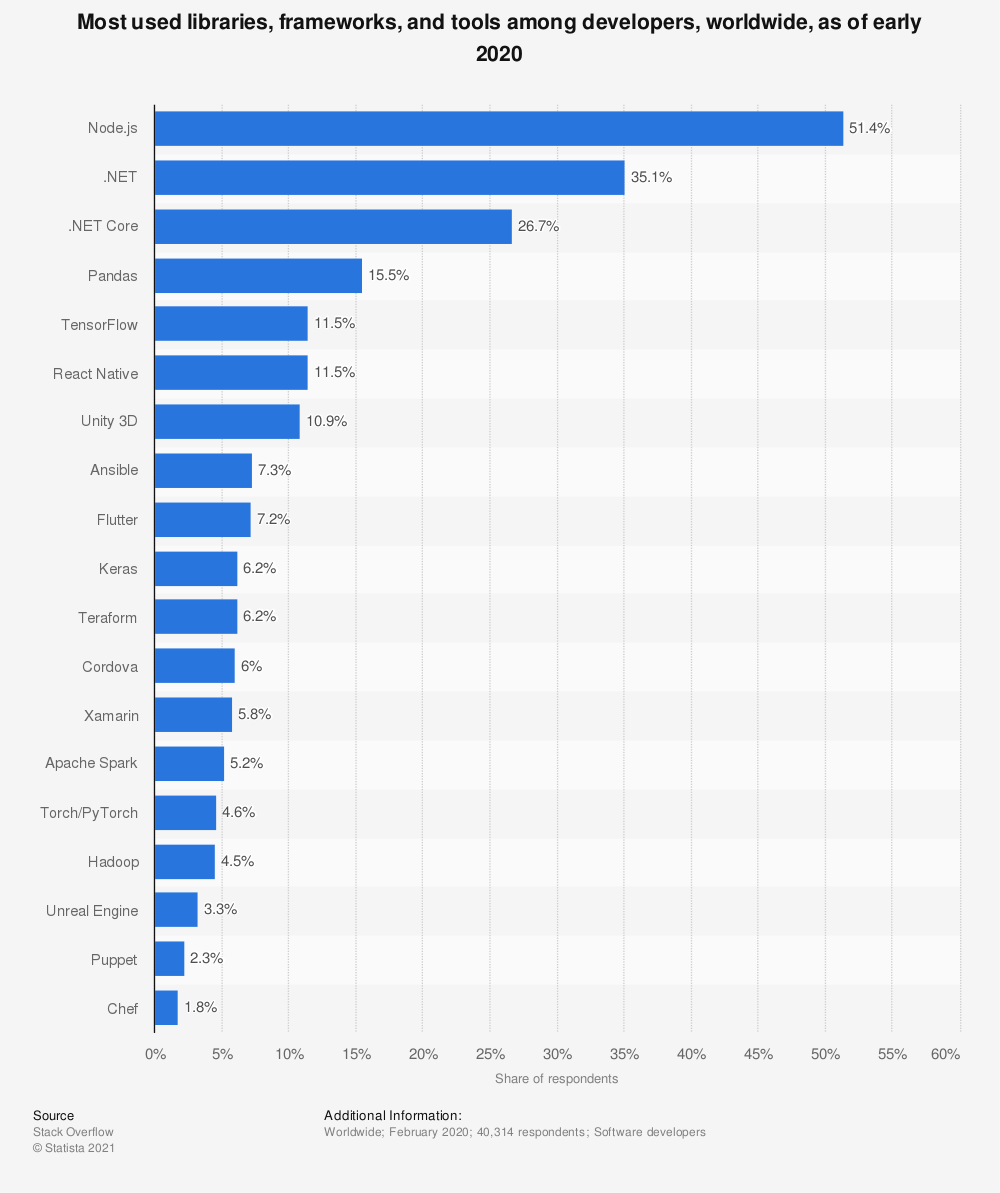 Most used libraries, frameworks, and tools among developers, worldwide, as of early
2020
Node.js 51.4%
.NET 35.1%
.NET Core 26.7%
Pandas 15.5%
TensorFlow 11.5%
React Native 11.5%
Unity 3D 10.9%
Ansible 7.3%
Flutter 7.2%
Keras 6.2%
Teraform 6.2%
Cordova 6%
Xamarin 5.8%
Apache Spark 5.2%
Torch/PyTorch 4.6%
Hadoop 4.5%
Unreal Engine 3.3%
Puppet 2.3%
Chef 1.8%
0% 5% 10% 15% 20% 25% 30% 35% 40% 45% 50% 55% 60%
Share of respondents
Source
Stack Overflow
© Statista 2021
Additional Information:
Worldwide; February 2020; 40,314 respondents; Software developers